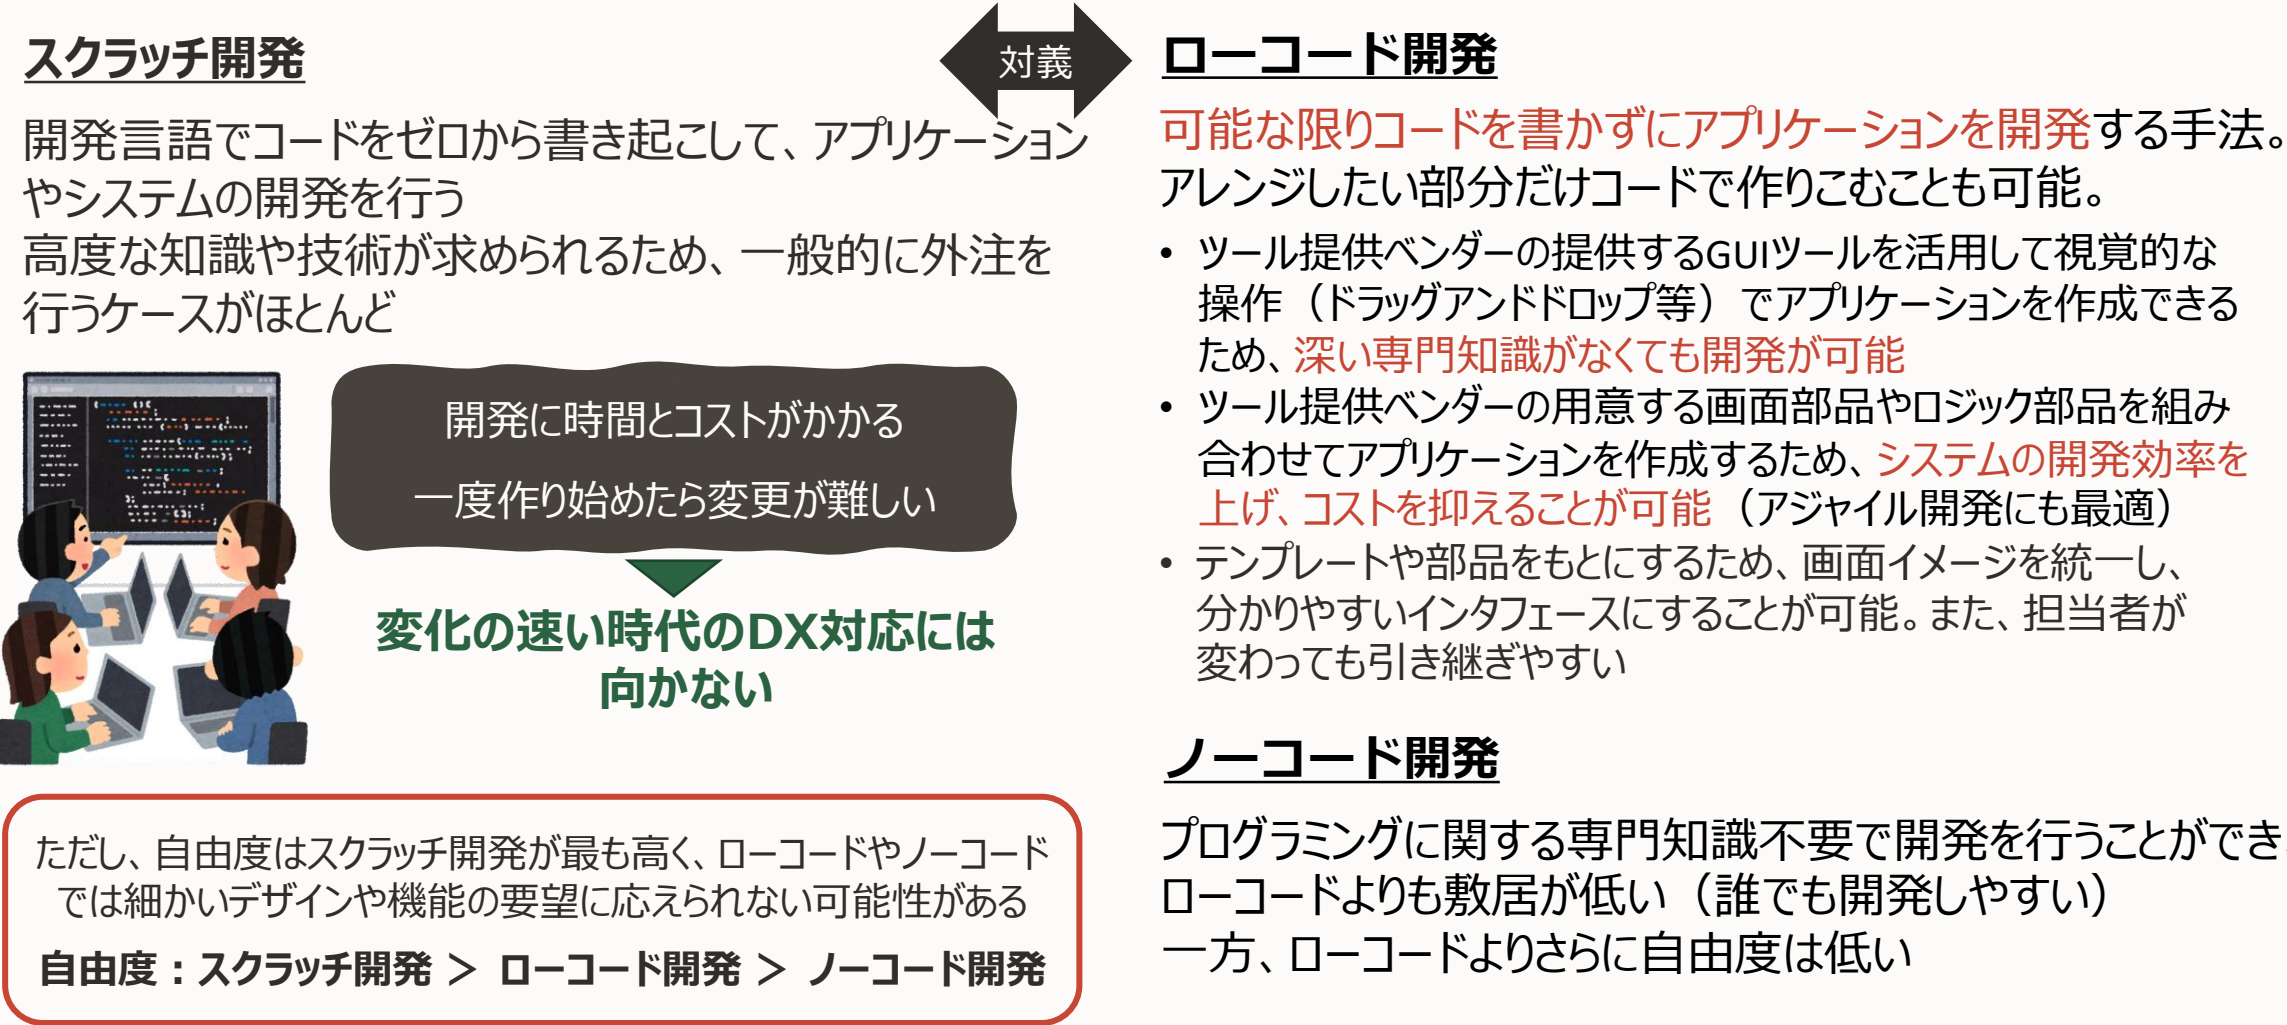 スクラッチ開発
開発言語でコードをゼロから書き起こして、アプリケーション
やシステムの開発を行う
高度な知識や技術が求められるため、一般的に外注を
行うケースがほとんど
開発に時間とコストがかかる
一度作り始めたら変更が難しい
変化の速い時代のDX対応には
向かない
ただし、自由度はスクラッチ開発が最も高く、ローコードやノーコード
では細かいデザインや機能の要望に応えられない可能性がある
自由度：スクラッチ開発 ＞ ローコード開発 ＞ ノーコード開発
対義
ローコード開発
可能な限りコードを書かずにアプリケーションを開発する手法。
アレンジしたい部分だけコードで作りこむことも可能。
• ツール提供ベンダーの提供するGUIツールを活用して視覚的な
操作（ドラッグアンドドロップ等）でアプリケーションを作成できる
ため、深い専門知識がなくても開発が可能
• ツール提供ベンダーの用意する画面部品やロジック部品を組み
合わせてアプリケーションを作成するため、システムの開発効率を
上げ、コストを抑えることが可能（アジャイル開発にも最適）
• テンプレートや部品をもとにするため、画面イメージを統一し、
分かりやすいインタフェースにすることが可能。また、担当者が
変わっても引き継ぎやすい
ノーコード開発
プログラミングに関する専門知識不要で開発を行うことができ
ローコードよりも敷居が低い（誰でも開発しやすい）
一方、ローコードよりさらに自由度は低い